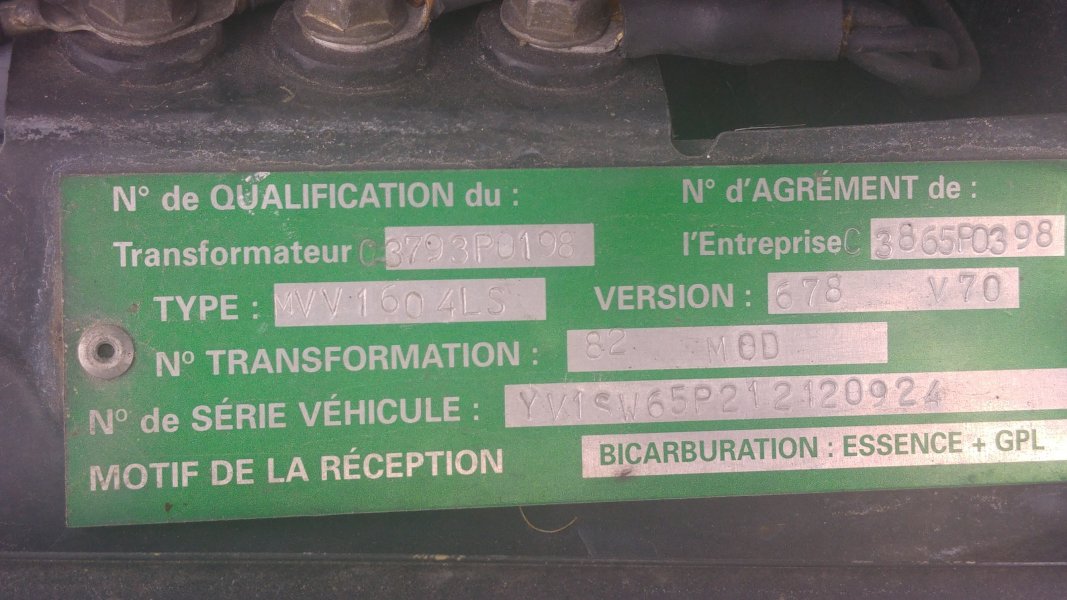 N° de QUALIFICATION du :
Transformateur C3793P0198
N° d'AGRÉMENT de :
l'Entreprise C 3865P0398
TYPE : MVV1604LS
VERSION : 678 V70
N° TRANSFORMATION : 82 MOD
N° de SÉRIE VÉHICULE : YV1SW65P212120924
MOTIF DE LA RÉCEPTION
BICARBURATION : ESSENCE + GPL